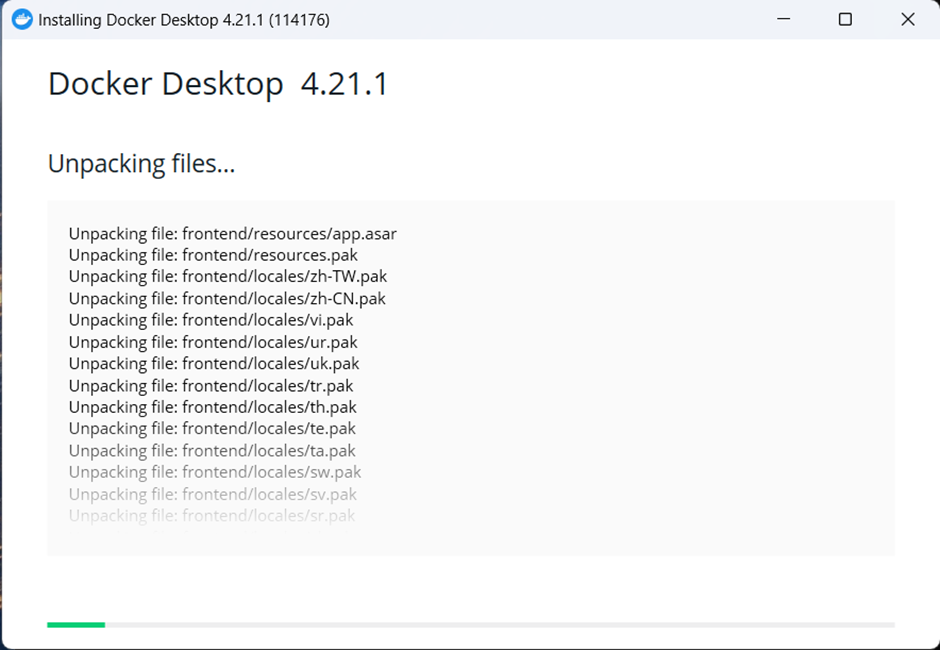 Installing Docker Desktop 4.21.1 (114176)
Docker Desktop 4.21.1
Unpacking files...
Unpacking file: frontend/resources/app.asar
Unpacking file: frontend/resources.pak
Unpacking file: frontend/locales/zh-TW.pak
Unpacking file: frontend/locales/zh-CN.pak
Unpacking file: frontend/locales/vi.pak
Unpacking file: frontend/locales/ur.pak
Unpacking file: frontend/locales/uk.pak
Unpacking file: frontend/locales/tr.pak
Unpacking file: frontend/locales/th.pak
Unpacking file: frontend/locales/te.pak
Unpacking file: frontend/locales/ta.pak
Unpacking file: frontend/locales/sw.pak
Unpacking file: frontend/locales/sv.pak
Unpacking file: frontend/locales/sr.pak